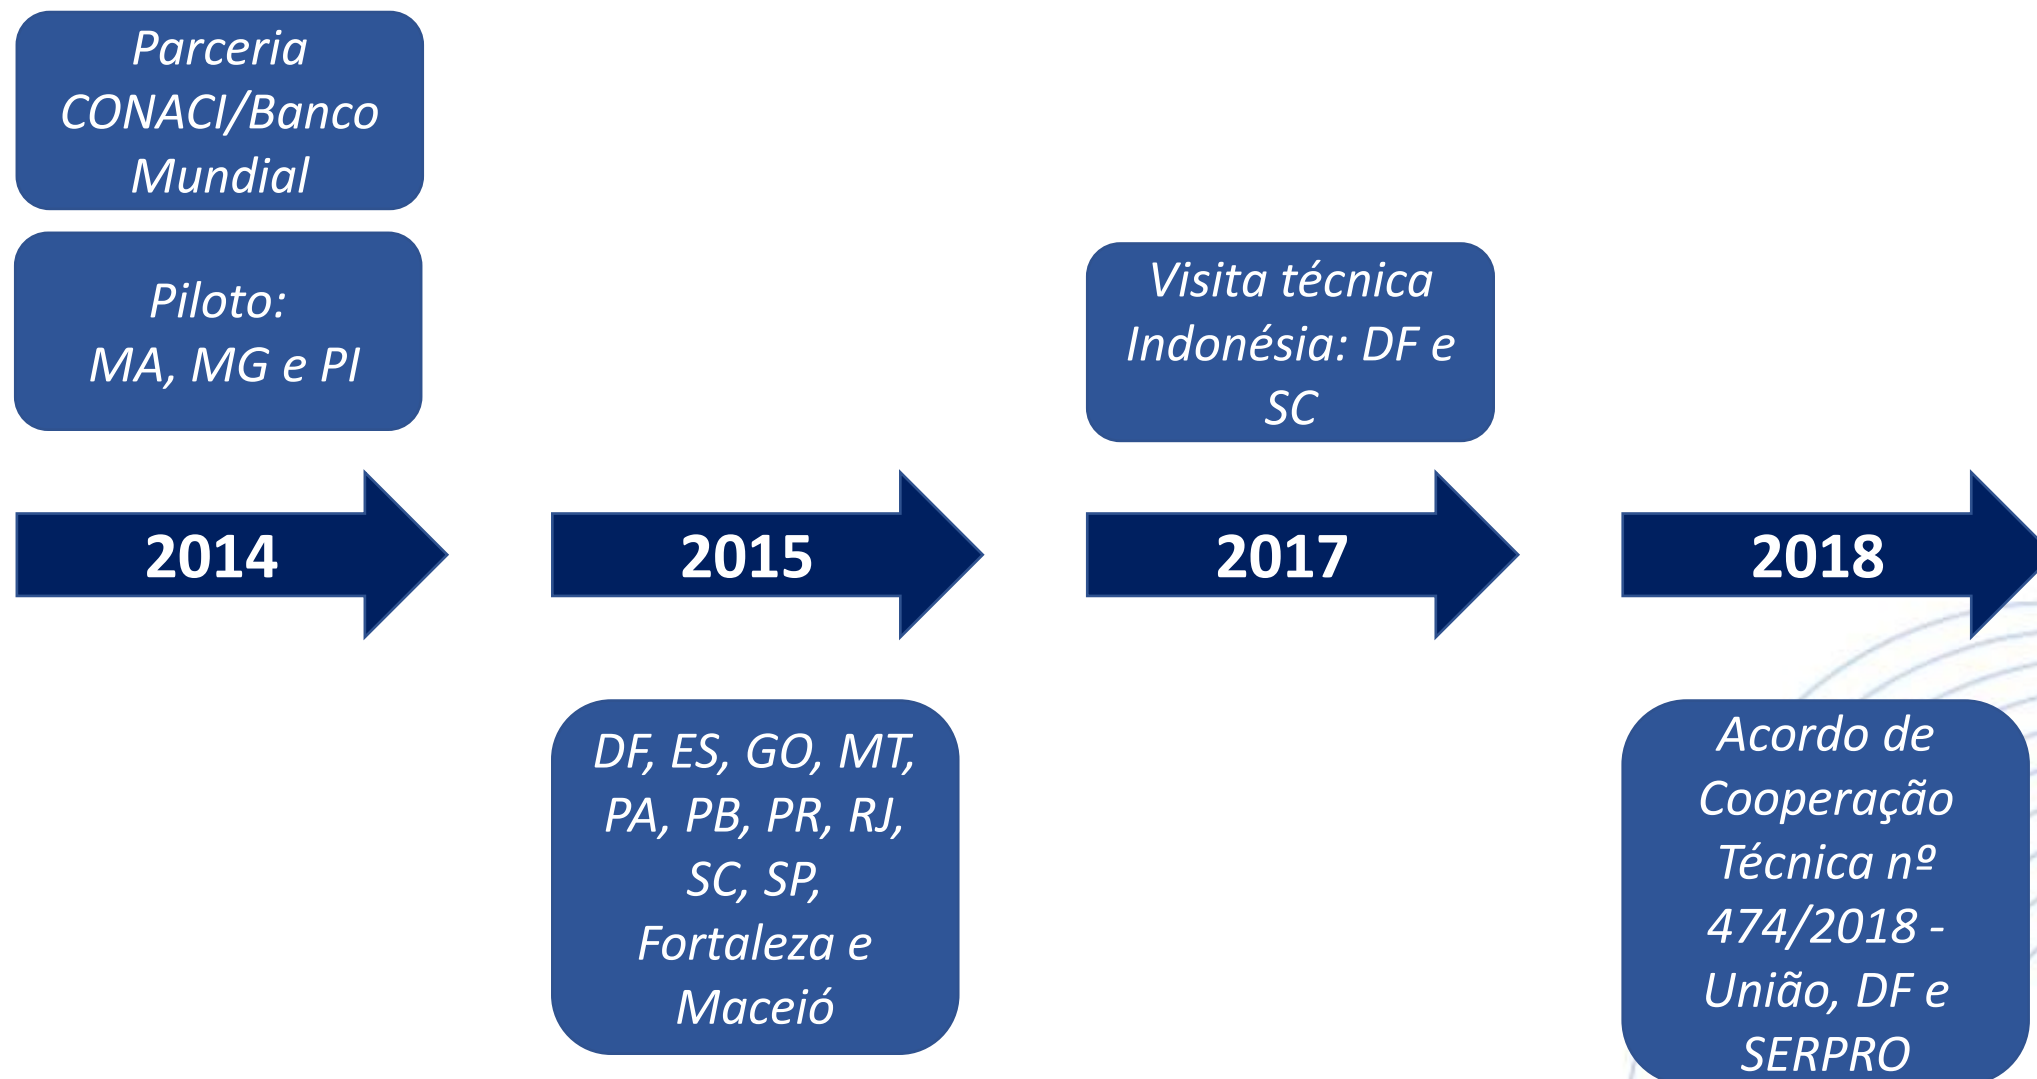 Parceria
CONACI/Banco
Mundial
Piloto:
MA, MG e PI
Visita técnica
Indonésia: DF e
SC
2014
2015
2017
2018
DF, ES, GO, MT,
PA, PB, PR, RJ,
SC, SP,
Fortaleza e
Maceió
Acordo de
Cooperação
Técnica nº
474/2018 -
União, DF e
SERPRO